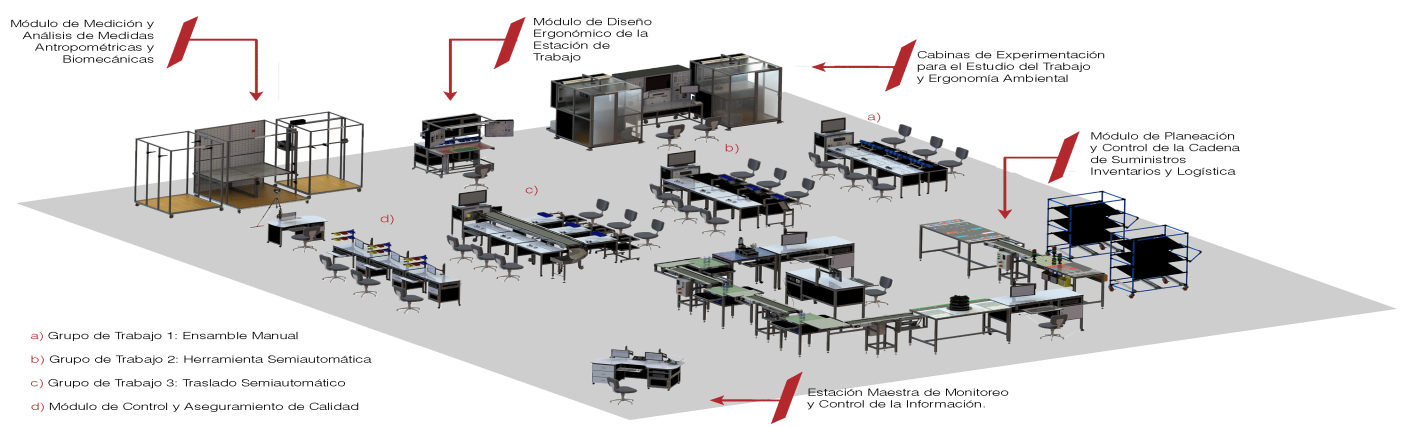 Módulo de Medición y
Análisis de Medidas
Antropométricas y
Biomecánicas
Módulo de Diseño
Ergonómico de la
Estación de
Trabajo
Cabinas de Experimentación
para el Estudio del Trabajo
y Ergonomía Ambiental
a)
b)
Módulo de Planeación
y Control de la Cadena
de Suministros
Inventarios y Logística
c)
d)
a) Grupo de Trabajo 1: Ensamble Manual
b) Grupo de Trabajo 2: Herramienta Semiautomática
c) Grupo de Trabajo 3: Traslado Semiautomático
d) Módulo de Control y Aseguramiento de Calidad
Estación Maestra de Monitoreo
y Control de la Información.